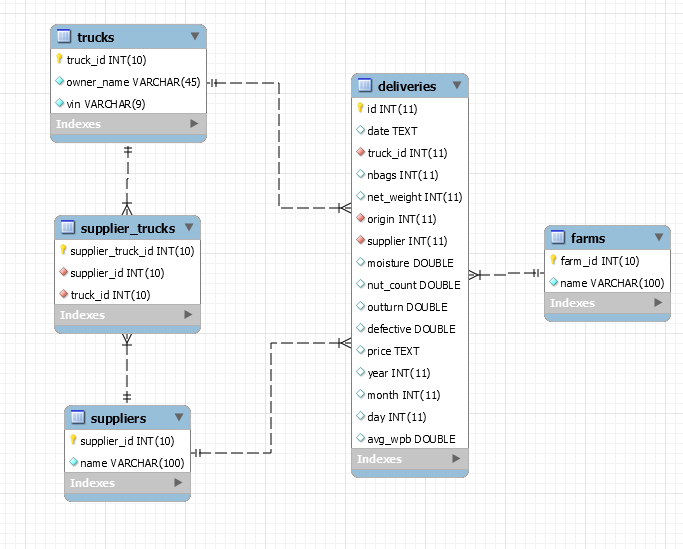 trucks
truck_id INT(10)
owner_name VARCHAR(45)
vin VARCHAR(9)
Indexes
supplier_trucks
supplier_truck_id INT(10)
supplier_id INT(10)
truck_id INT(10)
Indexes
suppliers
supplier_id INT(10)
name VARCHAR(100)
Indexes
deliveries
id INT(11)
date TEXT
truck_id INT(11)
nbags INT(11)
net_weight INT(11)
origin INT(11)
supplier INT(11)
moisture DOUBLE
nut_count DOUBLE
outturn DOUBLE
defective DOUBLE
price TEXT
year INT(11)
month INT(11)
day INT(11)
avg_wpb DOUBLE
Indexes
farms
farm_id INT(10)
name VARCHAR(100)
Indexes